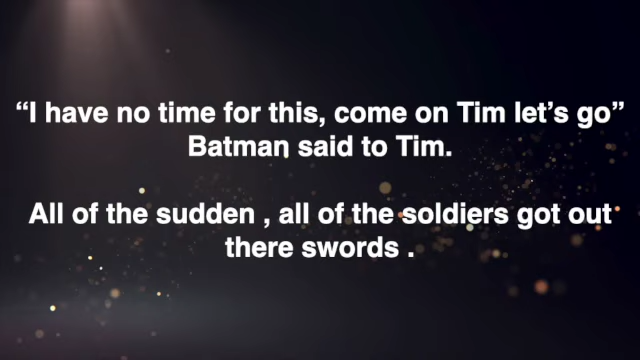 “I have no time for this, come on Tim let’s go”
Batman said to Tim.
All of the sudden , all of the soldiers got out
there swords .